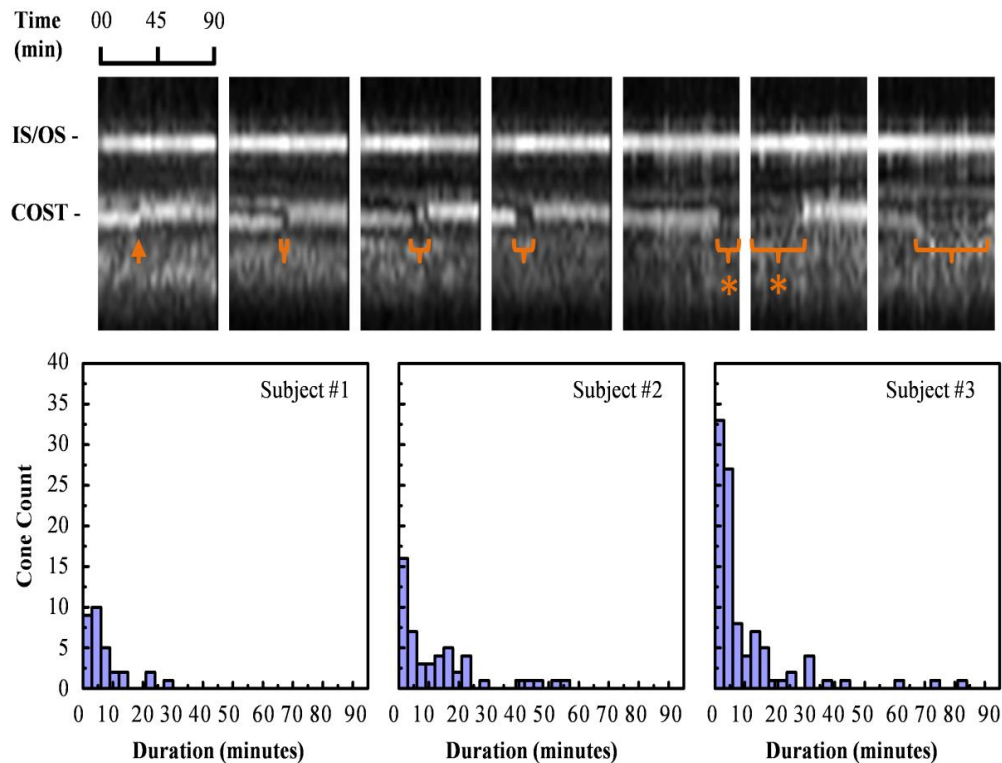 Time 00 45 90
(min)
IS/OS -
COST -
* *
40
35
30
25
20
15
10
5
0
Cone Count
Subject #1 Subject #2 Subject #3
0 10 20 30 40 50 60 70 80 90 0 10 20 30 40 50 60 70 80 90 0 10 20 30 40 50 60 70 80 90
Duration (minutes) Duration (minutes) Duration (minutes)